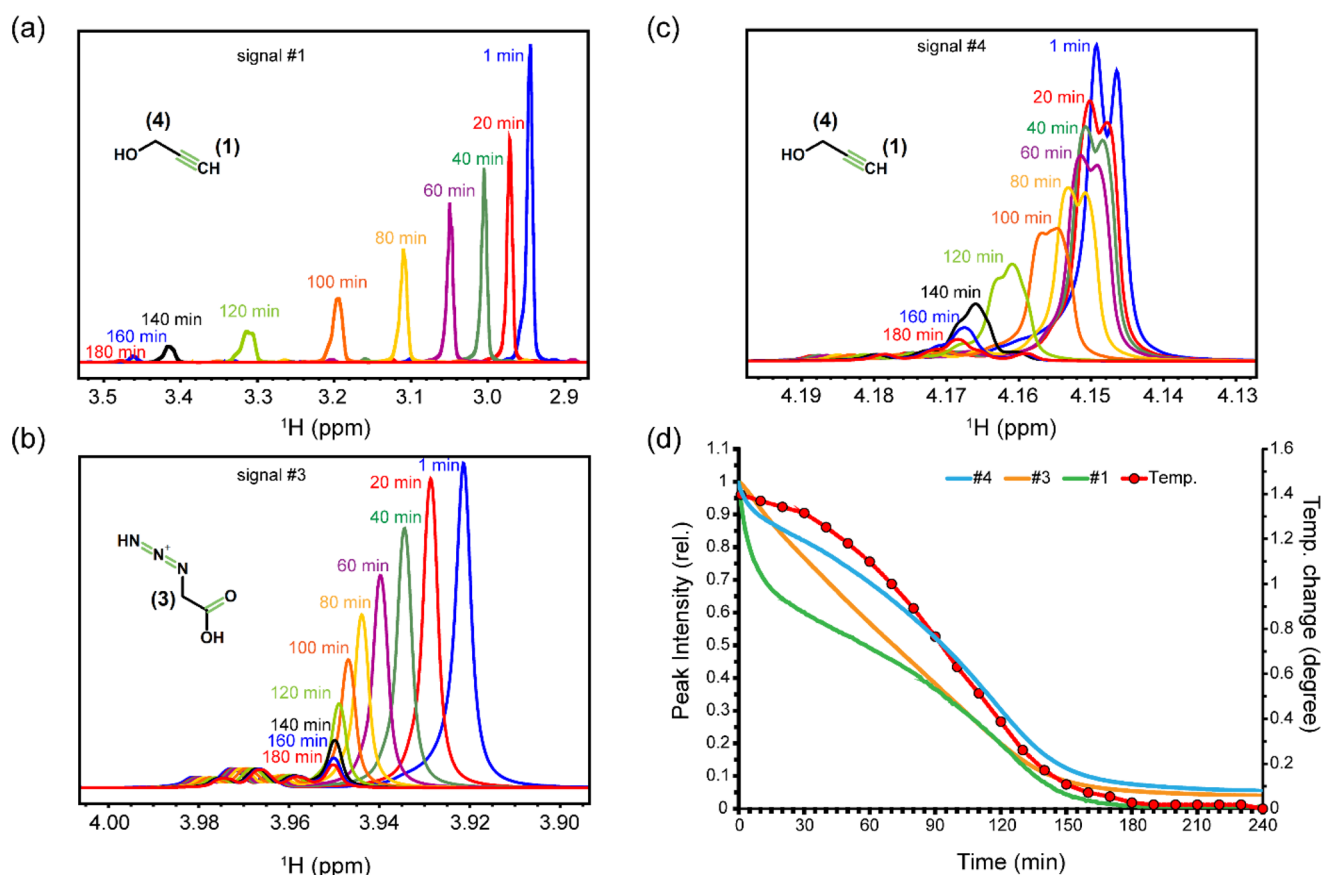 (a)
signal #1
1 min
(4)
(1)
HO
CH
20 min
40 min
60 min
80 min
100 min
120 min
140 min
160 min
180 min
3.5 3.4 3.3 3.2 3.1 3.0 2.9
¹H (ppm)
(c)
signal #4
1 min
(4)
(1)
HO
CH
20 min
40 min
60 min
80 min
100 min
120 min
140 min
160 min
180 min
4.19 4.18 4.17 4.16 4.15 4.14 4.13
¹H (ppm)
(b)
signal #3
1 min
20 min
40 min
60 min
80 min
100 min
120 min
140 min
160 min
180 min
HN
N⁺
N
O
(3)
OH
4.00 3.98 3.96 3.94 3.92 3.90
¹H (ppm)
(d)
#4 #3 #1 Temp.
Peak Intensity (rel.)
1.1
1
0.9
0.8
0.7
0.6
0.5
0.4
0.3
0.2
0.1
0
Temp. change (degree)
1.6
1.4
1.2
1
0.8
0.6
0.4
0.2
0
0 30 60 90 120 150 180 210 240
Time (min)